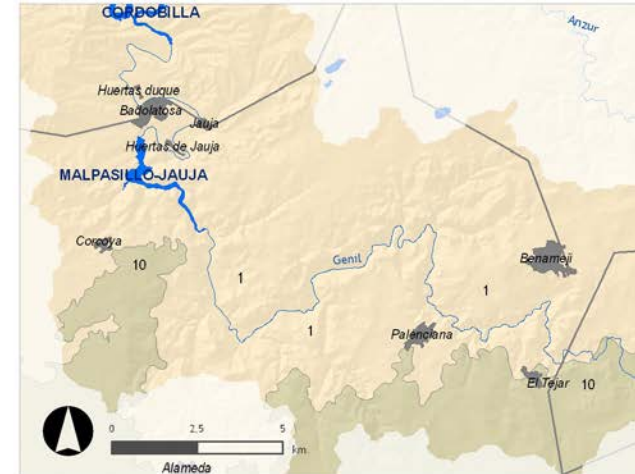 CORDOBILLA
Anzur
Huertas duque
Badolatosa
Jauja
Huertas de Jauja
MALPASILLO-JAUJA
Corcoya
10
Genil
Benamejí
1
1
1
Palenciana
El Tejar
10
0
2.5
5
km.
Alameda